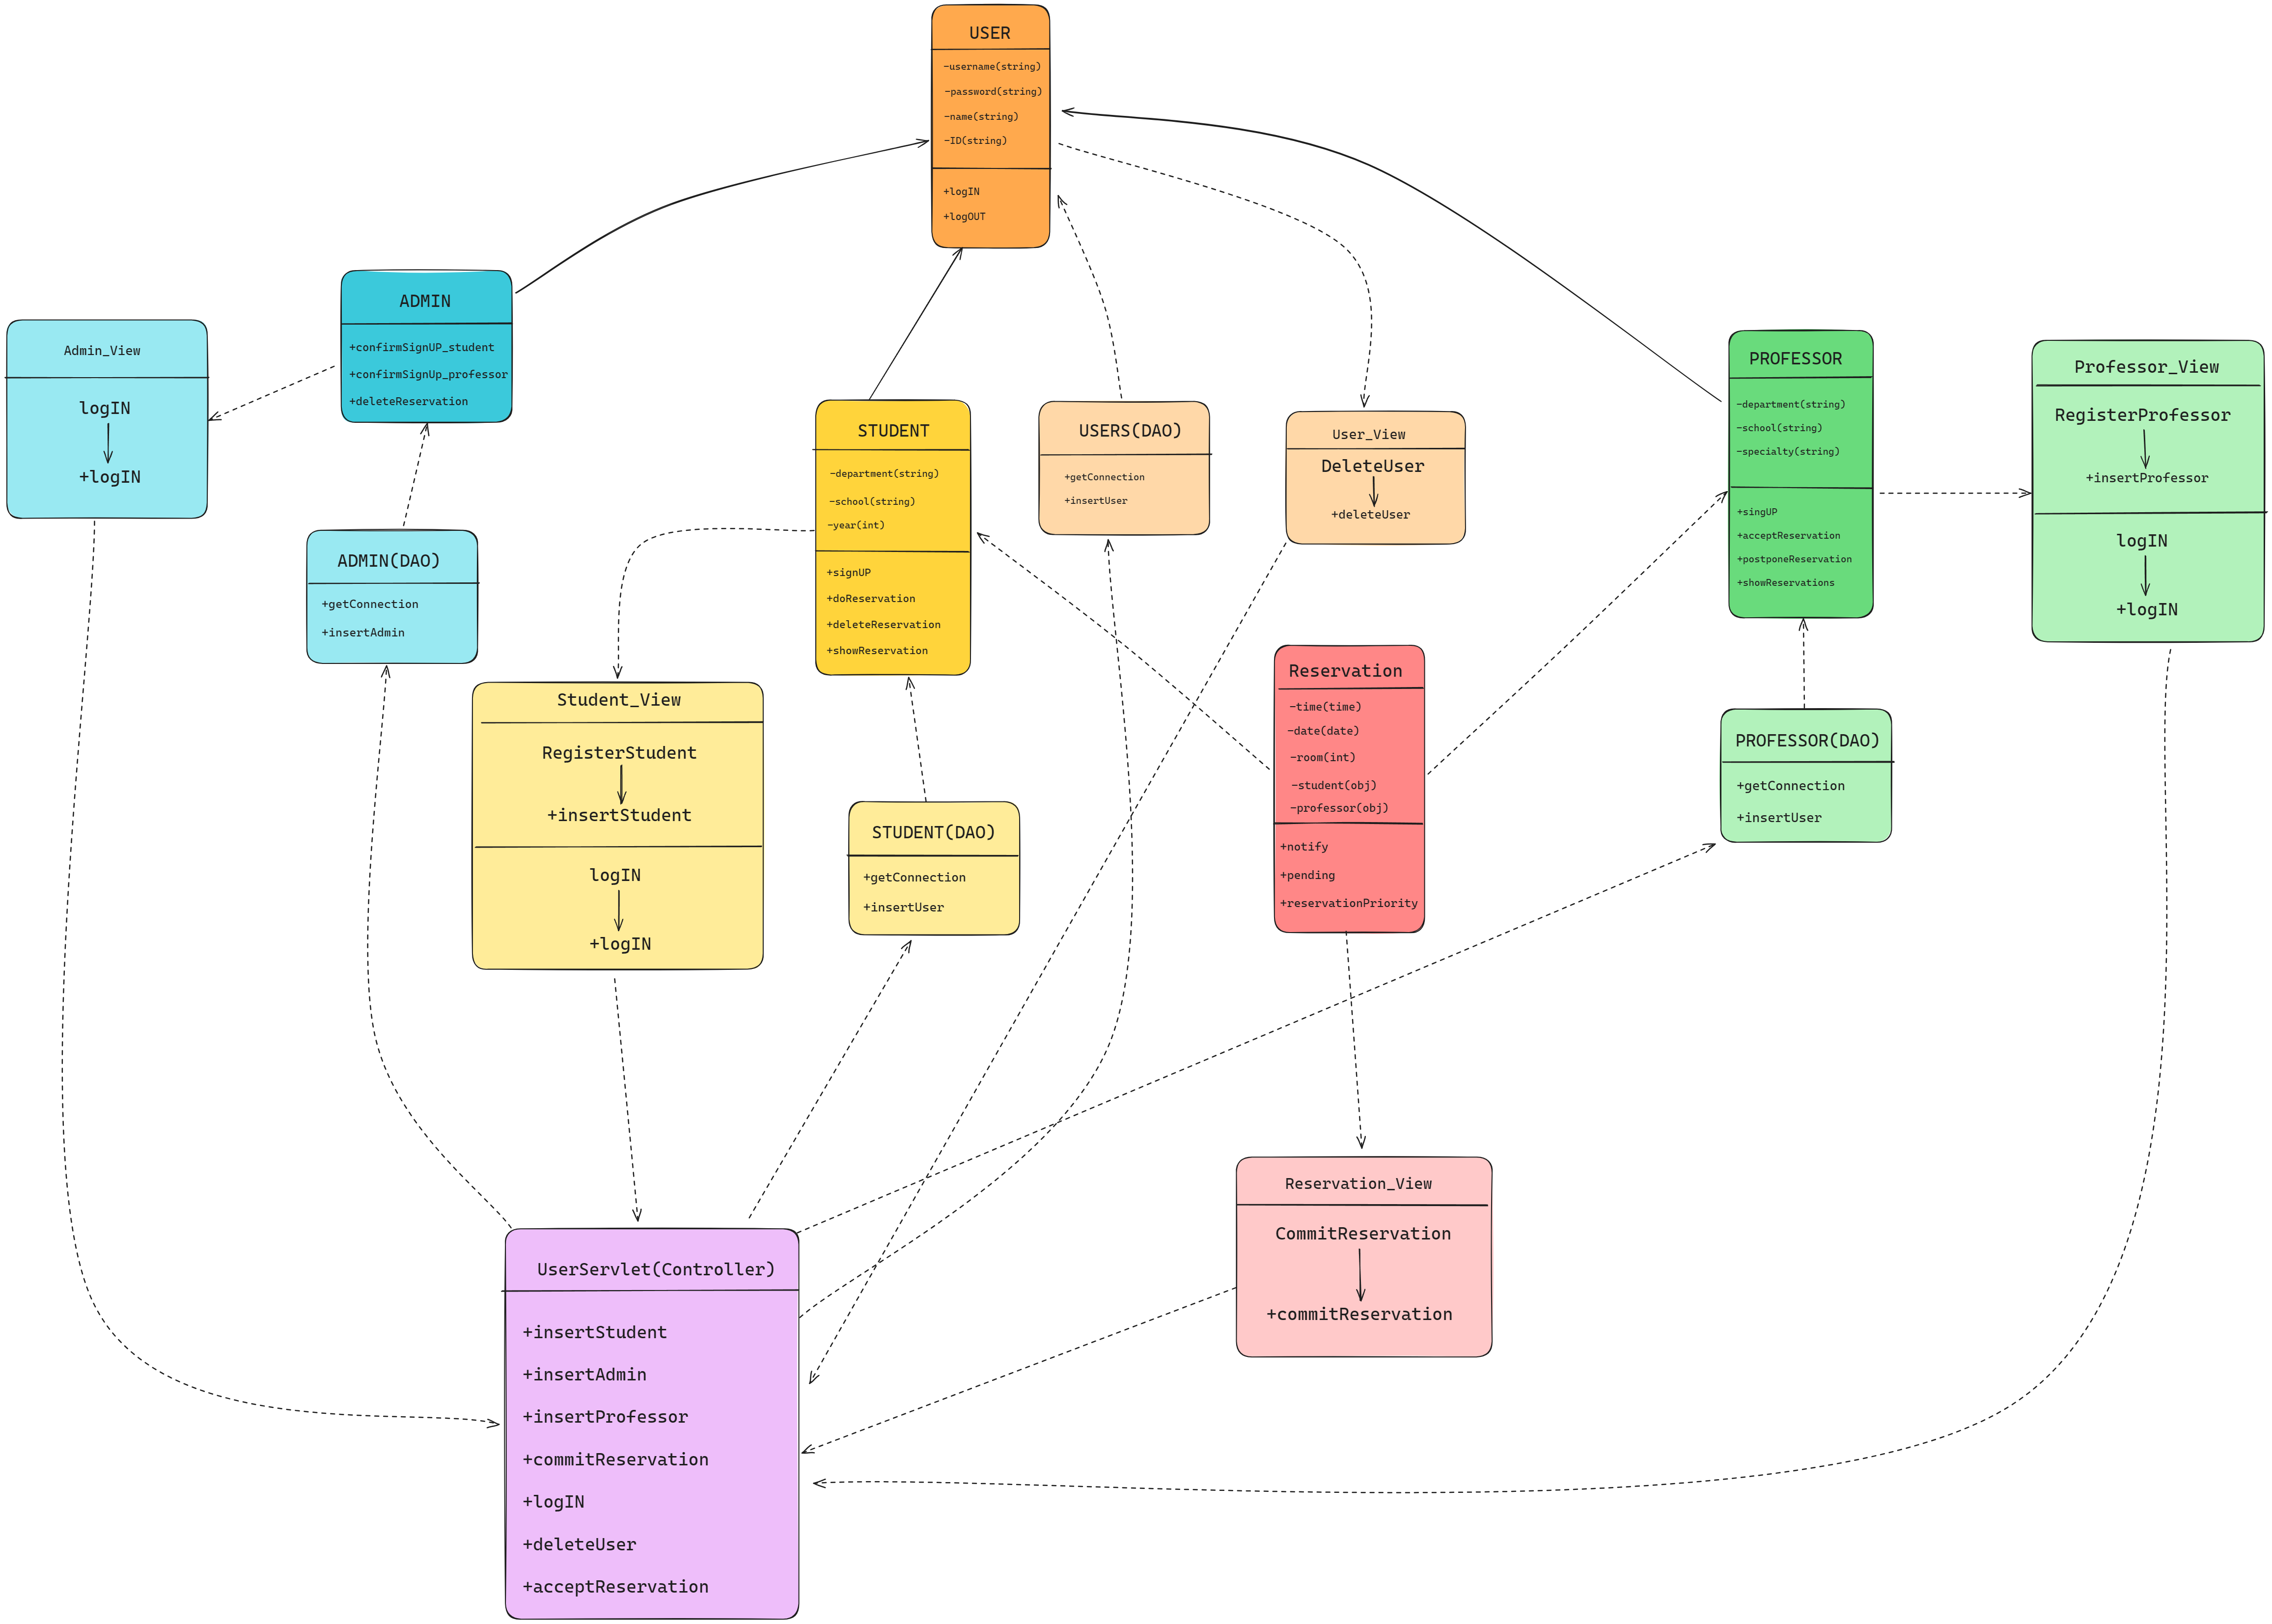 USER
-username(string)
-password(string)
-name(string)
-ID(string)
+logIN
+logOUT
ADMIN
+confirmSignUP_student
+confirmSignUp_professor
+deleteReservation
Admin_View
logIN
+logIN
ADMIN(DAO)
+getConnection
+insertAdmin
STUDENT
-department(string)
-school(string)
-year(int)
+signUP
+doReservation
+deleteReservation
+showReservation
USERS(DAO)
+getConnection
+insertUser
User_View
DeleteUser
+deleteUser
PROFESSOR
-department(string)
-school(string)
-specialty(string)
+singUP
+acceptReservation
+postponeReservation
+showReservations
Professor_View
RegisterProfessor
+insertProfessor
logIN
+logIN
Student_View
RegisterStudent
+insertStudent
logIN
+logIN
STUDENT(DAO)
+getConnection
+insertUser
Reservation
-time(time)
-date(date)
-room(int)
-student(obj)
-professor(obj)
+notify
+pending
+reservationPriority
PROFESSOR(DAO)
+getConnection
+insertUser
Reservation_View
CommitReservation
+commitReservation
UserServlet(Controller)
+insertStudent
+insertAdmin
+insertProfessor
+commitReservation
+logIN
+deleteUser
+acceptReservation